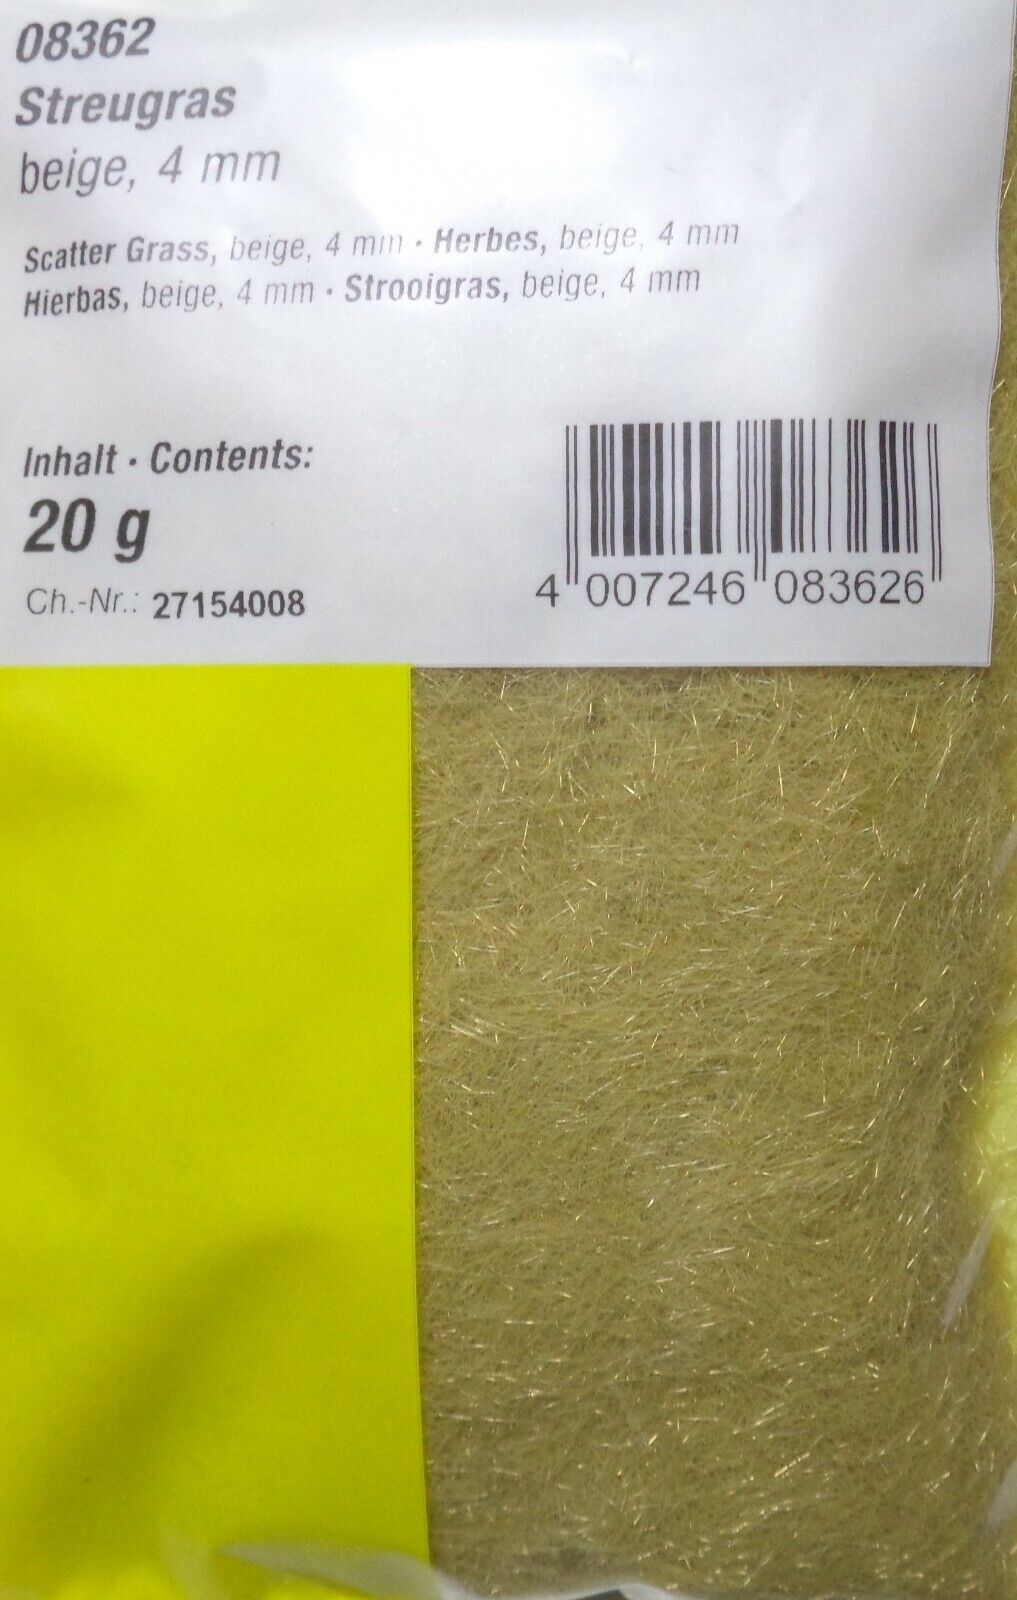 08362
Streugras
beige, 4 mm
Scatter Grass, beige, 4 mm · Herbes, beige, 4 mm
Hierbas, beige, 4 mm · Strooigras, beige, 4 mm
Inhalt · Contents:
20 g
Ch.-Nr.: 27154008
4 007246 083626